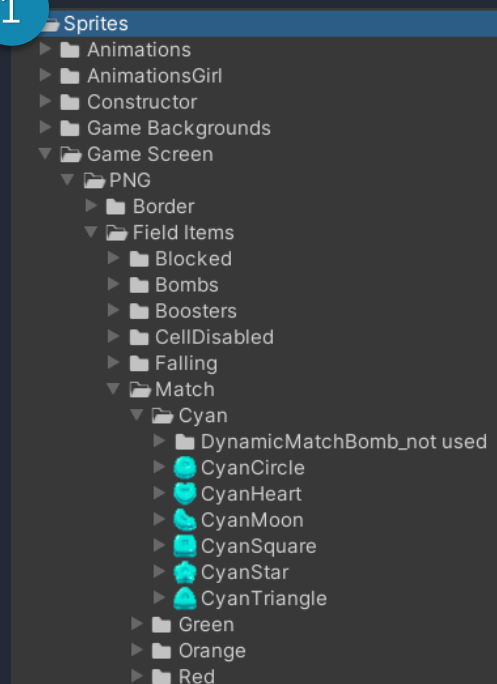 1
Sprites
Animations
AnimationsGirl
Constructor
Game Backgrounds
Game Screen
PNG
Border
Field Items
Blocked
Bombs
Boosters
CellDisabled
Falling
Match
Cyan
DynamicMatchBomb_not used
CyanCircle
CyanHeart
CyanMoon
CyanSquare
CyanStar
CyanTriangle
Green
Orange
Red